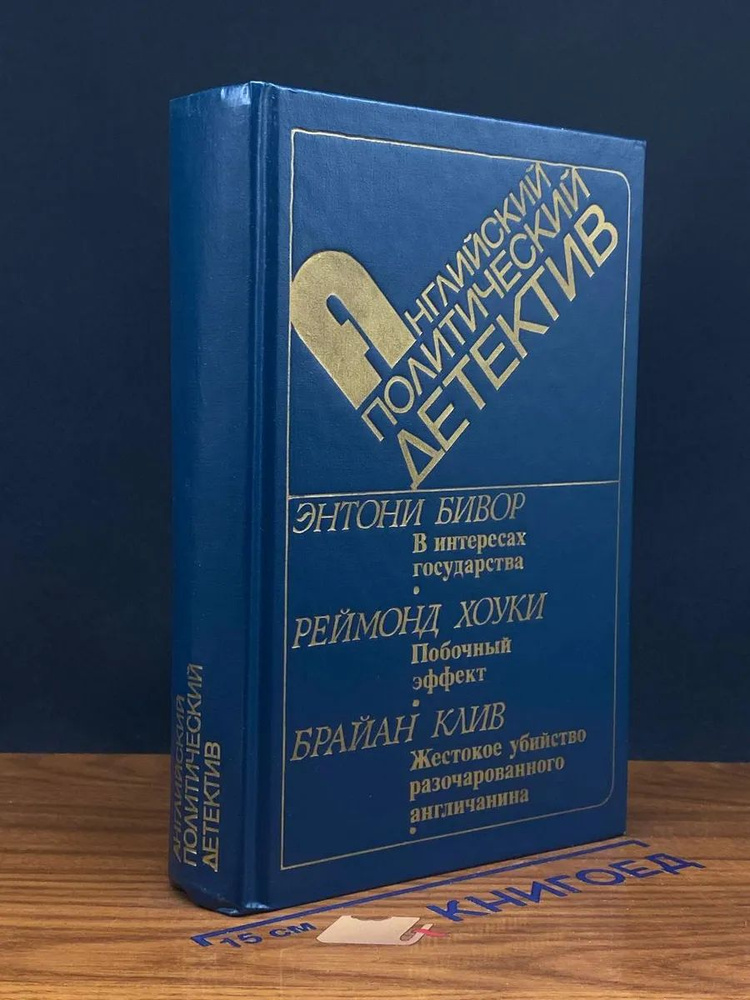 Английский
политический
детектив
ЭНТОНИ БИВОР
В интересах
государства
РЕЙМОНД ХОУКИ
Побочный
эффект
БРАЙАН КЛИВ
Жестокое убийство
разочарованного
англичанина
АНГЛИЙСКИЙ
ПОЛИТИЧЕСКИЙ
ДЕТЕКТИВ
15 СМ
КНИГОЕД